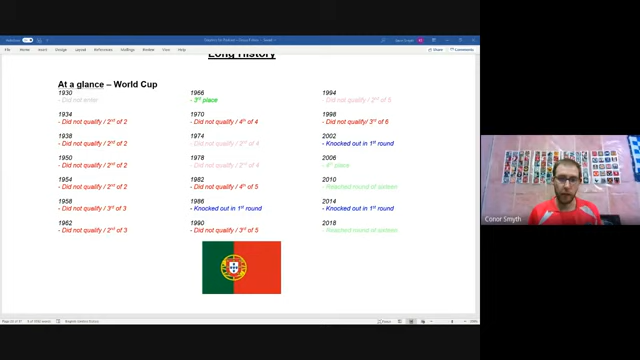 Long History
At a glance – World Cup
1930
- Did not enter
1934
- Did not qualify / 2nd of 2
1938
- Did not qualify / 2nd of 2
1950
- Did not qualify / 2nd of 2
1954
- Did not qualify / 2nd of 2
1958
- Did not qualify / 3rd of 3
1962
- Did not qualify / 2nd of 3
1966
- 3rd place
1970
- Did not qualify / 4th of 4
1974
- Did not qualify / 2nd of 4
1978
- Did not qualify / 2nd of 4
1982
- Did not qualify / 4th of 5
1986
- Knocked out in 1st round
1990
- Did not qualify / 3rd of 5
1994
- Did not qualify / 2nd of 5
1998
- Did not qualify/ 3rd of 6
2002
- Knocked out in 1st round
2006
- 4th place
2010
- Reached round of sixteen
2014
- Knocked out in 1st round
2018
- Reached round of sixteen
Conor Smyth